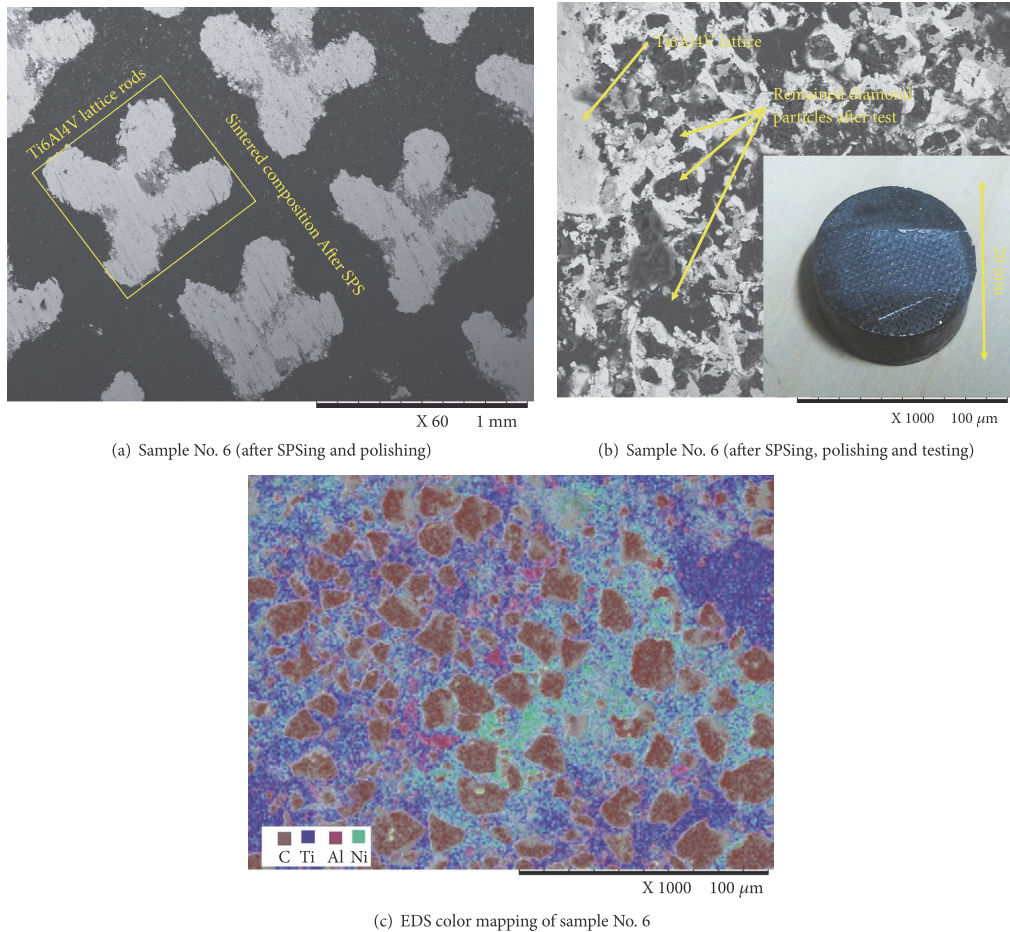 Ti6Al4V lattice rods
Sintered composition After SPS
X 60 1 mm
(a) Sample No. 6 (after SPSing and polishing)
Ti6Al4V lattice
Remained diamond
particles after test
20 mm
X 1000 100 μm
(b) Sample No. 6 (after SPSing, polishing and testing)
C Ti Al Ni
X 1000 100 μm
(c) EDS color mapping of sample No. 6